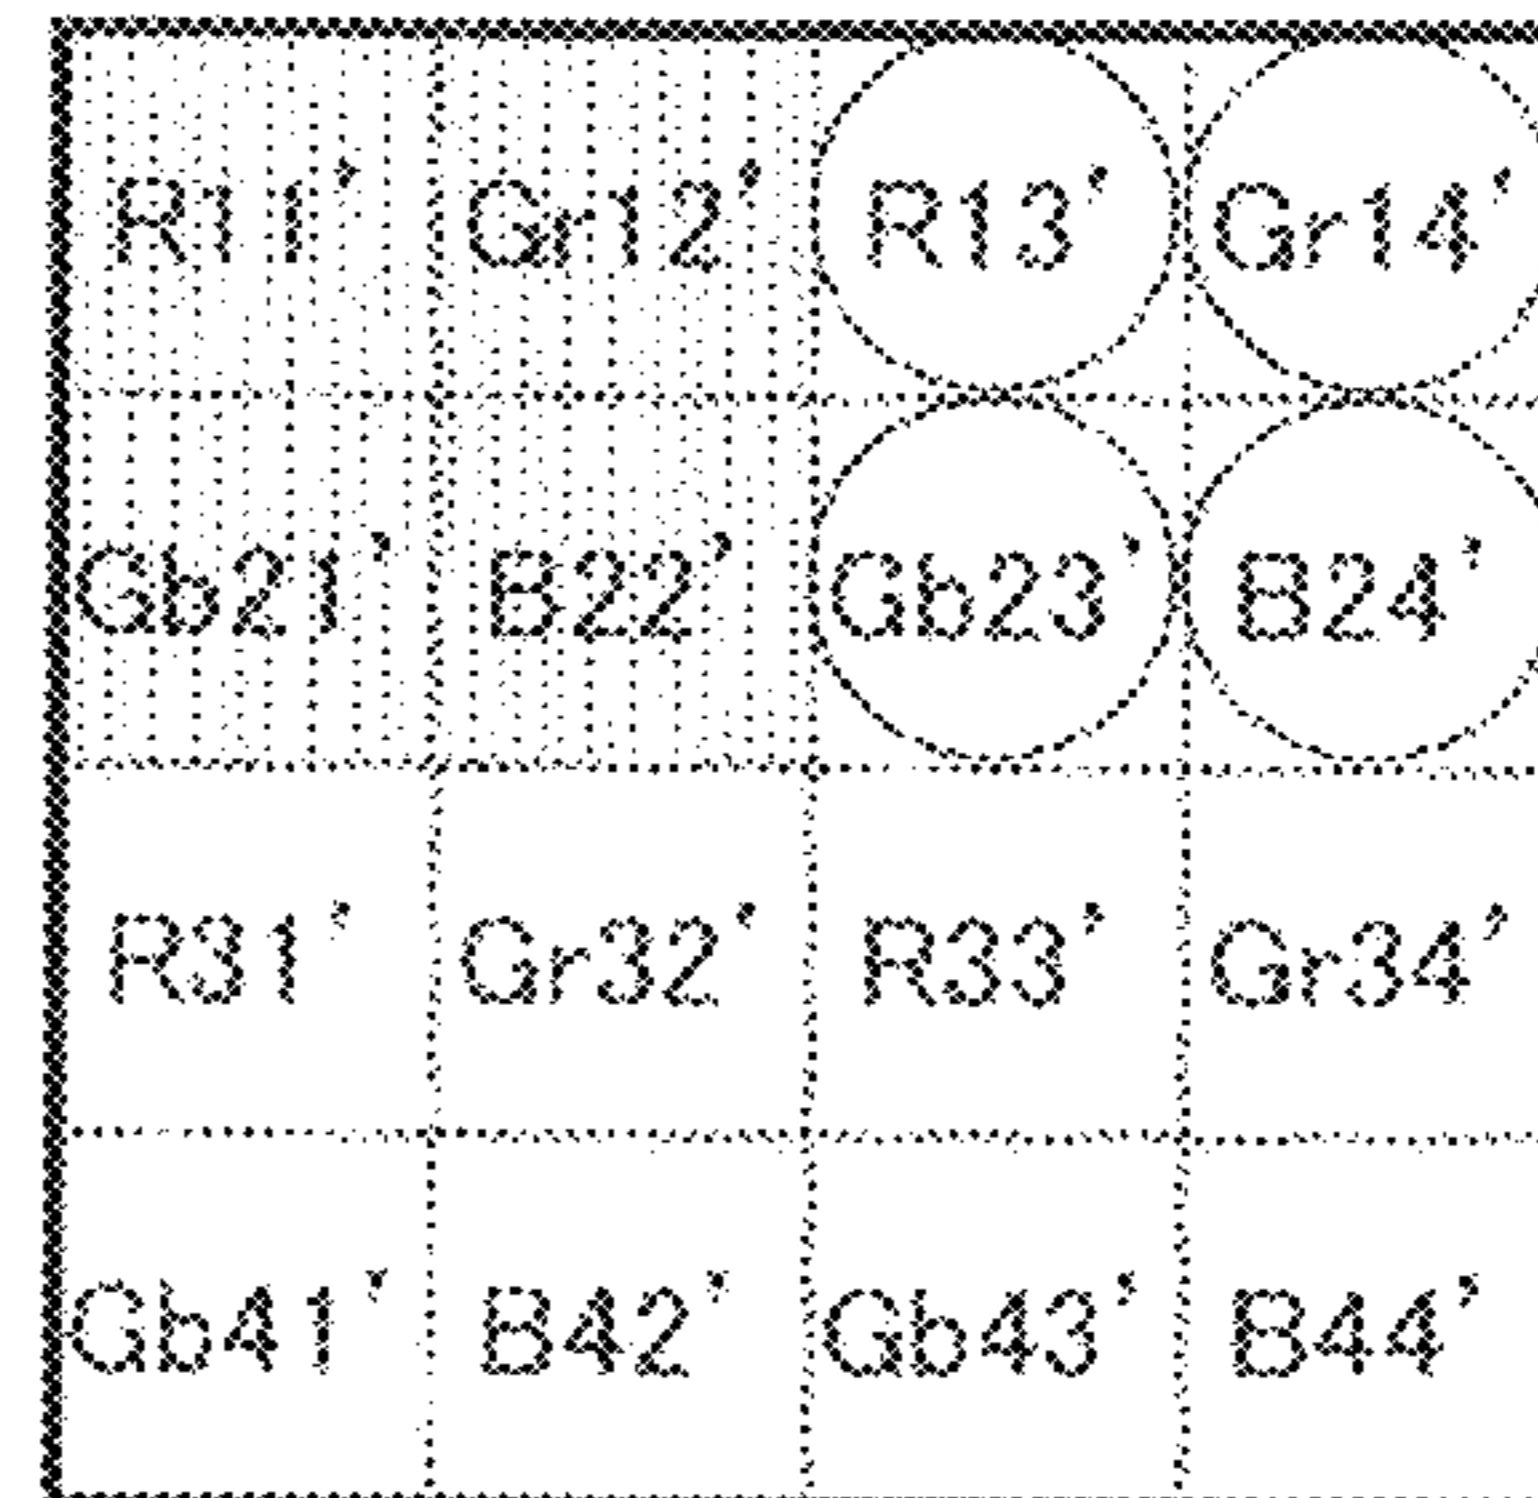 R11’ Gr12’ R13’ Gr14’
Gb21’ B22’ Gb23’ B24’
R31’ Gr32’ R33’ Gr34’
Gb41’ B42’ Gb43’ B44’